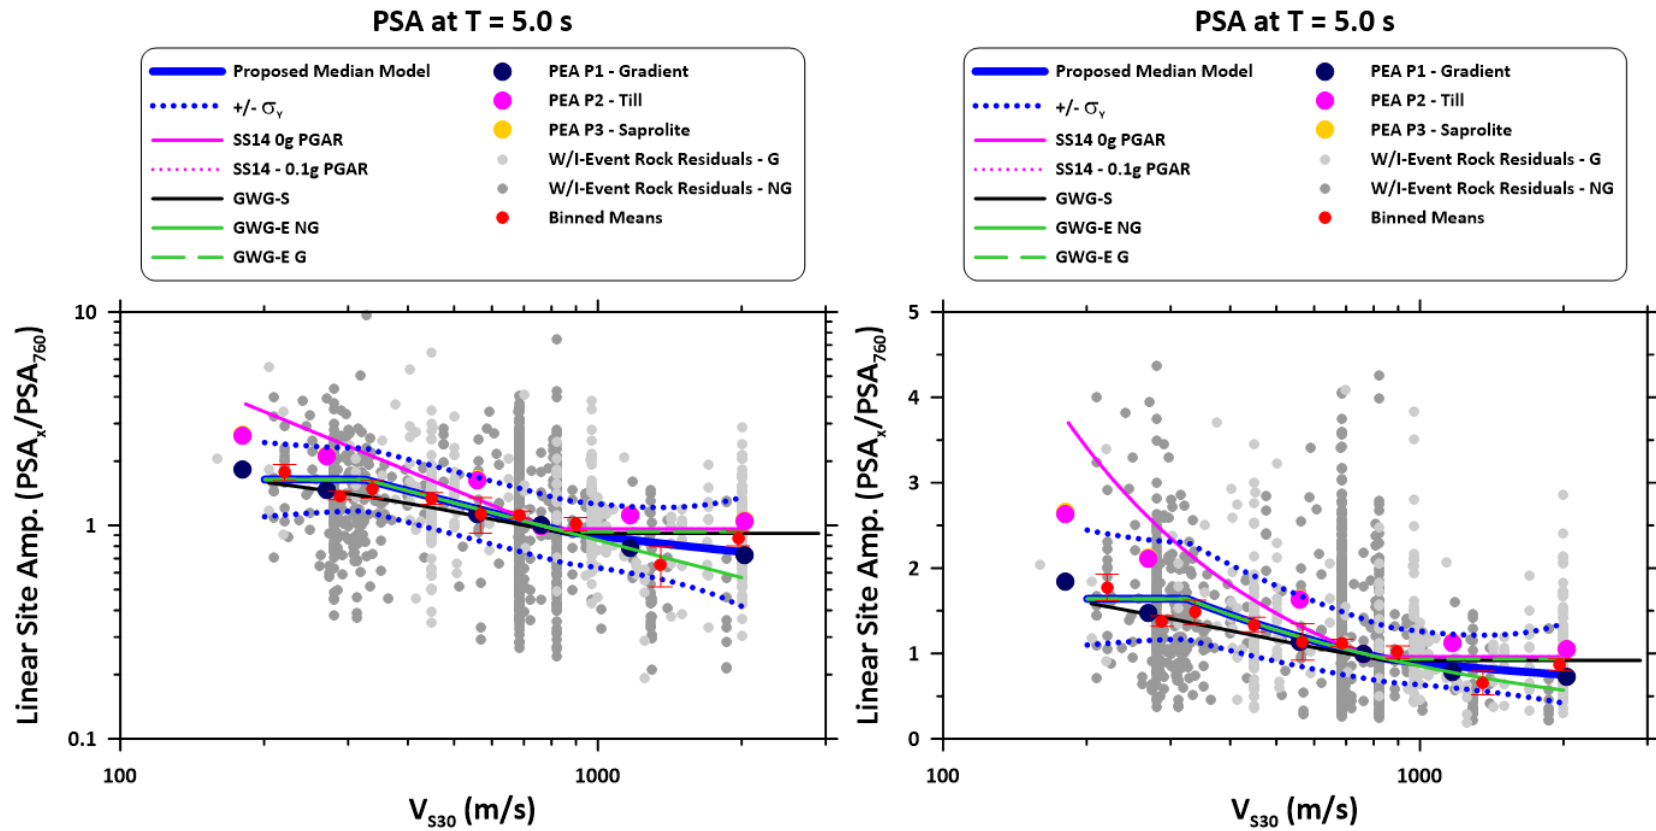 PSA at T = 5.0 s
Proposed Median Model
+/- σY
SS14 0g PGAR
SS14 - 0.1g PGAR
GWG-S
GWG-E NG
GWG-E G
PEA P1 - Gradient
PEA P2 - Till
PEA P3 - Saprolite
W/I-Event Rock Residuals - G
W/I-Event Rock Residuals - NG
Binned Means
Linear Site Amp. (PSAx/PSA760)
10
1
0.1
100
1000
VS30 (m/s)
PSA at T = 5.0 s
Proposed Median Model
+/- σY
SS14 0g PGAR
SS14 - 0.1g PGAR
GWG-S
GWG-E NG
GWG-E G
PEA P1 - Gradient
PEA P2 - Till
PEA P3 - Saprolite
W/I-Event Rock Residuals - G
W/I-Event Rock Residuals - NG
Binned Means
Linear Site Amp. (PSAx/PSA760)
5
4
3
2
1
0
100
1000
VS30 (m/s)